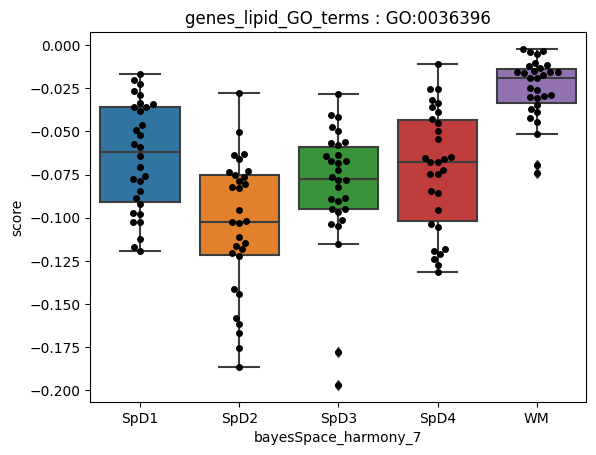 genes_lipid_GO_terms : GO:0036396
0.000
−0.025
−0.050
−0.075
−0.100
−0.125
−0.150
−0.175
−0.200
score
SpD1 SpD2 SpD3 SpD4 WM
bayesSpace_harmony_7